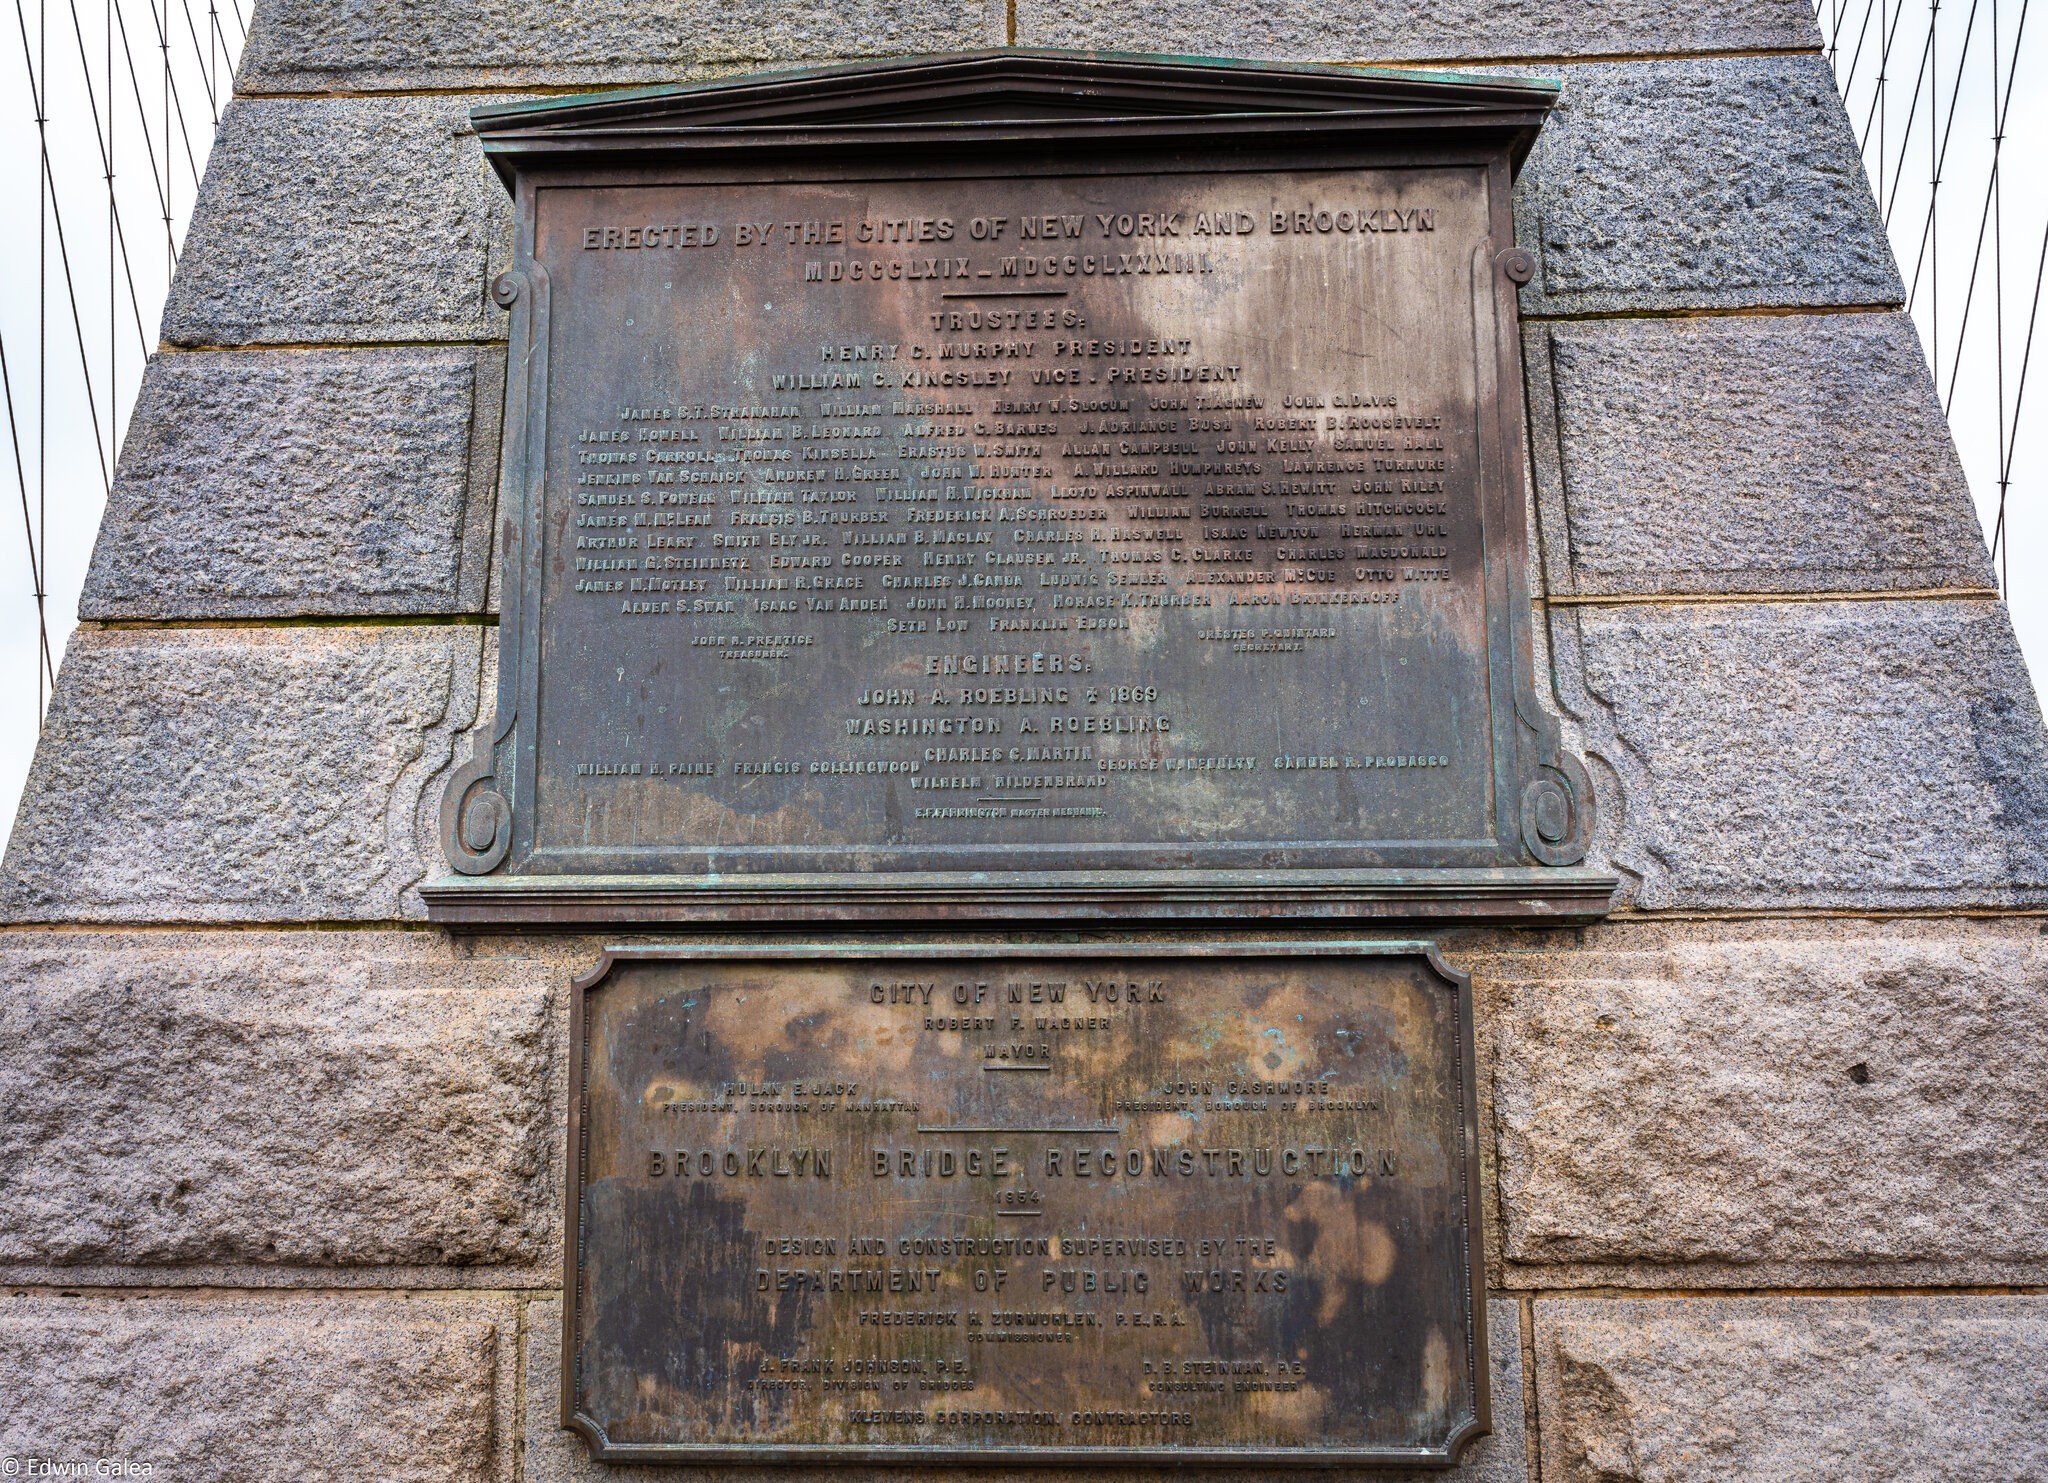 ERECTED BY THE CITIES OF NEW YORK AND BROOKLYN
MDCCCLXIX _ MDCCCLXXXIII.
TRUSTEES:
HENRY C. MURPHY PRESIDENT
WILLIAM C. KINGSLEY VICE . PRESIDENT
JAMES S.T. STRANAHAN WILLIAM MARSHALL HENRY W. SLOCUM JOHN T. AGNEW JOHN G. DAVIS
JAMES HOWELL WILLIAM B. LEONARD ALFRED C. BARNES J. ADRIANCE BUSH ROBERT B. ROOSEVELT
THOMAS CARROLL THOMAS KINSELLA ERASTUS W. SMITH ALLAN CAMPBELL JOHN KELLY SAMUEL HALL
JENKINS VAN SCHAICK ANDREW H. GREEN JOHN W. HUNTER A. WILLARD HUMPHREYS LAWRENCE TURNURE
SAMUEL S. POWELL WILLIAM TAYLOR WILLIAM H. WICKHAM LLOYD ASPINWALL ABRAM S. HEWITT JOHN RILEY
JAMES M. McLEAN FRANCIS B. THURBER FREDERICK A. SCHROEDER WILLIAM BURRELL THOMAS HITCHCOCK
ARTHUR LEARY SMITH ELY JR. WILLIAM B. MACLAY CHARLES H. HASWELL ISAAC NEWTON HERMAN UHL
WILLIAM G. STEINMETZ EDWARD COOPER HENRY CLAUSEN JR. THOMAS C. CLARKE CHARLES MACDONALD
JAMES M. MOTLEY WILLIAM R. GRACE CHARLES J. CANDA LUDWIG SEMLER ALEXANDER McCUE OTTO WITTE
ALDEN S. SWAN ISAAC VAN ANDEN JOHN H. MOONEY HORACE K. THURBER AARON BRINKERHOFF
SETH LOW FRANKLIN EDSON
JOHN H. PRENTICE ORESTES P. QUINTARD
TREASURER. SECRETARY.
ENGINEERS:
JOHN A. ROEBLING ‡ 1869
WASHINGTON A. ROEBLING
CHARLES C. MARTIN
WILLIAM H. PAINE FRANCIS COLLINGWOOD GEORGE W. McNULTY SAMUEL R. PROBASCO
WILHELM HILDENBRAND
E.F. FARRINGTON MASTER MECHANIC.
CITY OF NEW YORK
ROBERT F. WAGNER
MAYOR
HULAN E. JACK JOHN CASHMORE
PRESIDENT, BOROUGH OF MANHATTAN PRESIDENT, BOROUGH OF BROOKLYN
BROOKLYN BRIDGE RECONSTRUCTION
1954
DESIGN AND CONSTRUCTION SUPERVISED BY THE
DEPARTMENT OF PUBLIC WORKS
FREDERICK H. ZURMUHLEN, P.E., R.A.
COMMISSIONER
J. FRANK JOHNSON, P.E. D.B. STEINMAN, P.E.
DIRECTOR, DIVISION OF BRIDGES CONSULTING ENGINEER
KLEVENS CORPORATION, CONTRACTORS
© Edwin Galea